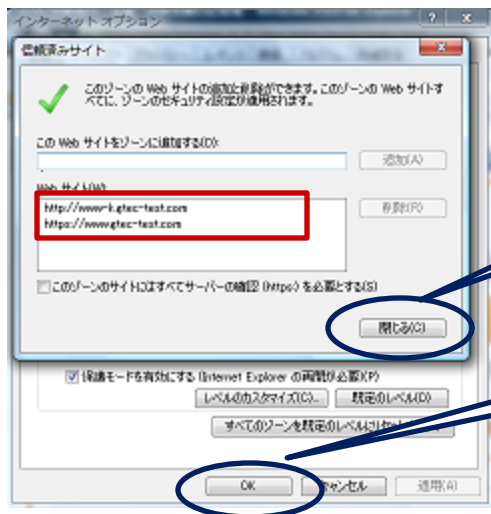 インターネット オプション
信頼済みサイト
このゾーンの Web サイトの追加と削除ができます。このゾーンの Web サイトす
べてに、ゾーンのセキュリティ設定が適用されます。
この Web サイトをゾーンに追加する(D):
追加(A)
Web サイト(W):
http://www-k.gtec-test.com
https://www.gtec-test.com
削除(R)
このゾーンのサイトにはすべてサーバーの確認 (https:) を必要とする(S)
閉じる(C)
保護モードを有効にする (Internet Explorer の再開が必要)(P)
レベルのカスタマイズ(C)...
既定のレベル(D)
すべてのゾーンを既定のレベルにリセット
OK
キャンセル
適用(A)